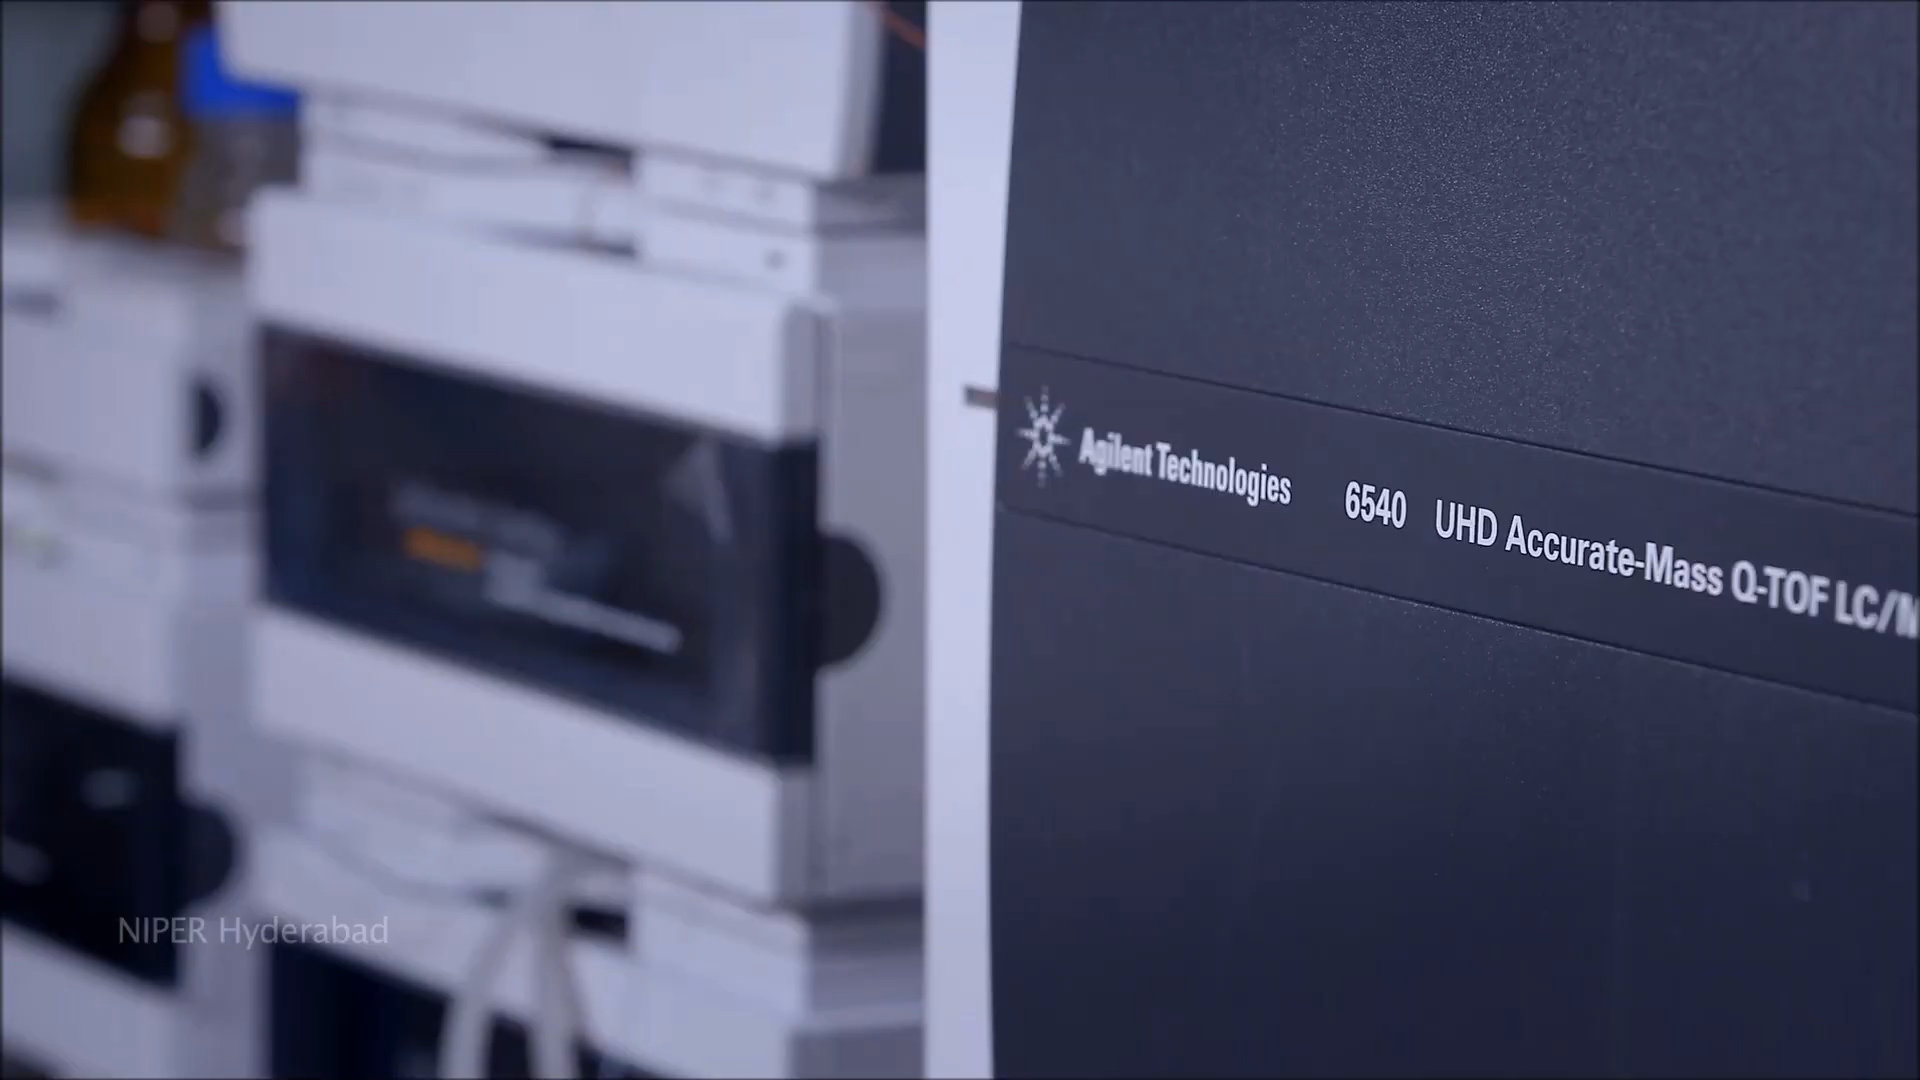 Agilent Technologies 6540 UHD Accurate-Mass Q-TOF LC/M
NIPER Hyderabad